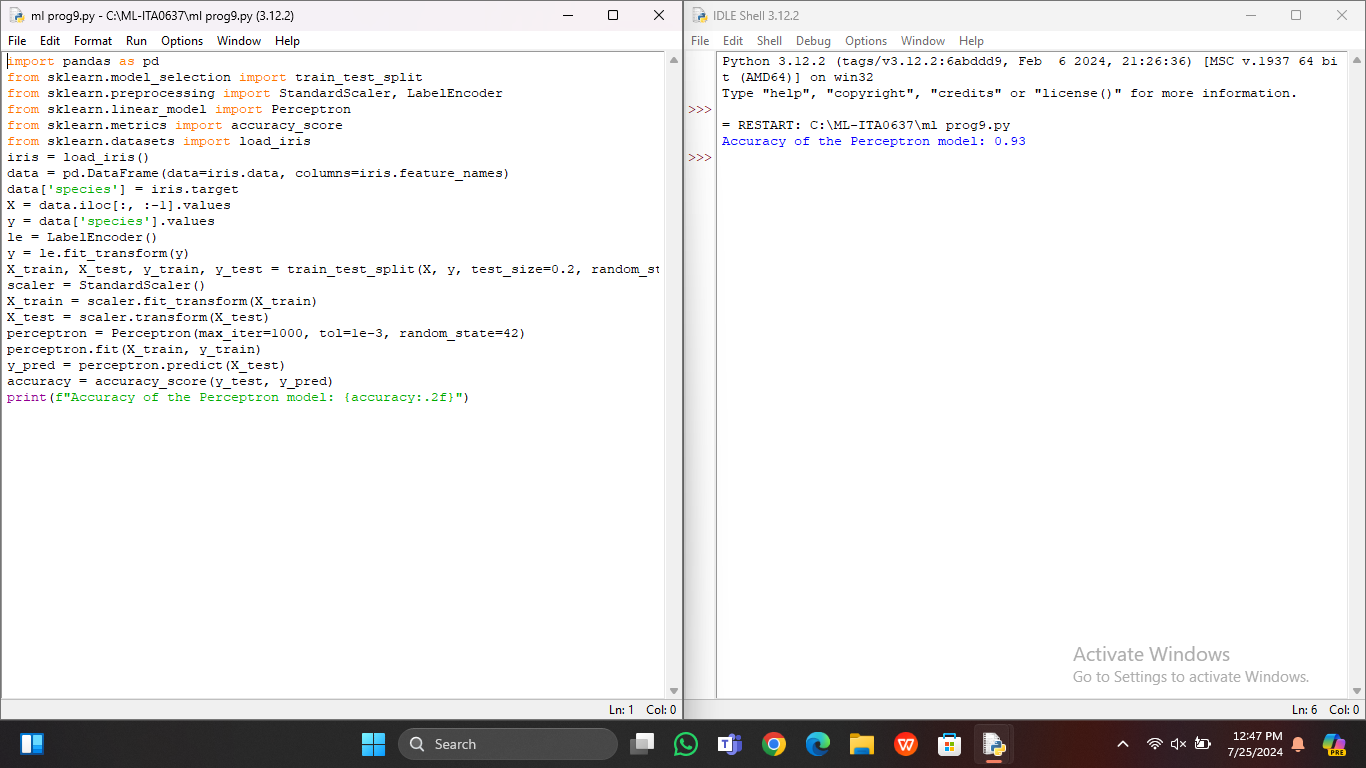 ml prog9.py - C:\ML-ITA0637\ml prog9.py (3.12.2)
File Edit Format Run Options Window Help
import pandas as pd
from sklearn.model_selection import train_test_split
from sklearn.preprocessing import StandardScaler, LabelEncoder
from sklearn.linear_model import Perceptron
from sklearn.metrics import accuracy_score
from sklearn.datasets import load_iris
iris = load_iris()
data = pd.DataFrame(data=iris.data, columns=iris.feature_names)
data['species'] = iris.target
X = data.iloc[:, :-1].values
y = data['species'].values
le = LabelEncoder()
y = le.fit_transform(y)
X_train, X_test, y_train, y_test = train_test_split(X, y, test_size=0.2, random_st
scaler = StandardScaler()
X_train = scaler.fit_transform(X_train)
X_test = scaler.transform(X_test)
perceptron = Perceptron(max_iter=1000, tol=1e-3, random_state=42)
perceptron.fit(X_train, y_train)
y_pred = perceptron.predict(X_test)
accuracy = accuracy_score(y_test, y_pred)
print(f"Accuracy of the Perceptron model: {accuracy:.2f}")
Ln: 1 Col: 0
IDLE Shell 3.12.2
File Edit Shell Debug Options Window Help
Python 3.12.2 (tags/v3.12.2:6abddd9, Feb  6 2024, 21:26:36) [MSC v.1937 64 bi
t (AMD64)] on win32
Type "help", "copyright", "credits" or "license()" for more information.
>>>
= RESTART: C:\ML-ITA0637\ml prog9.py
Accuracy of the Perceptron model: 0.93
>>>
Activate Windows
Go to Settings to activate Windows.
Ln: 6 Col: 0
Search
12:47 PM
7/25/2024
PRE